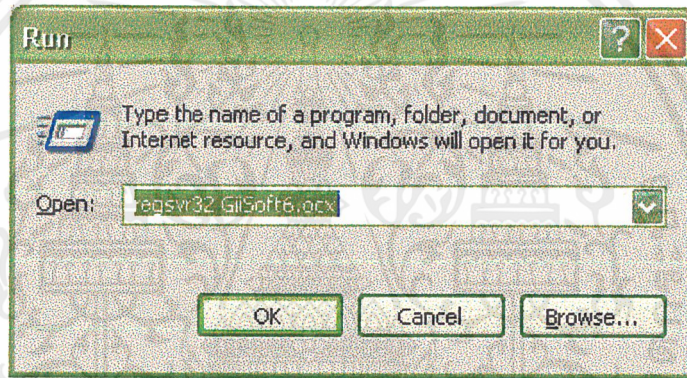 Run
Type the name of a program, folder, document, or
Internet resource, and Windows will open it for you.
Open: regsvr32 GiiSoft6.ocx
OK Cancel Browse...